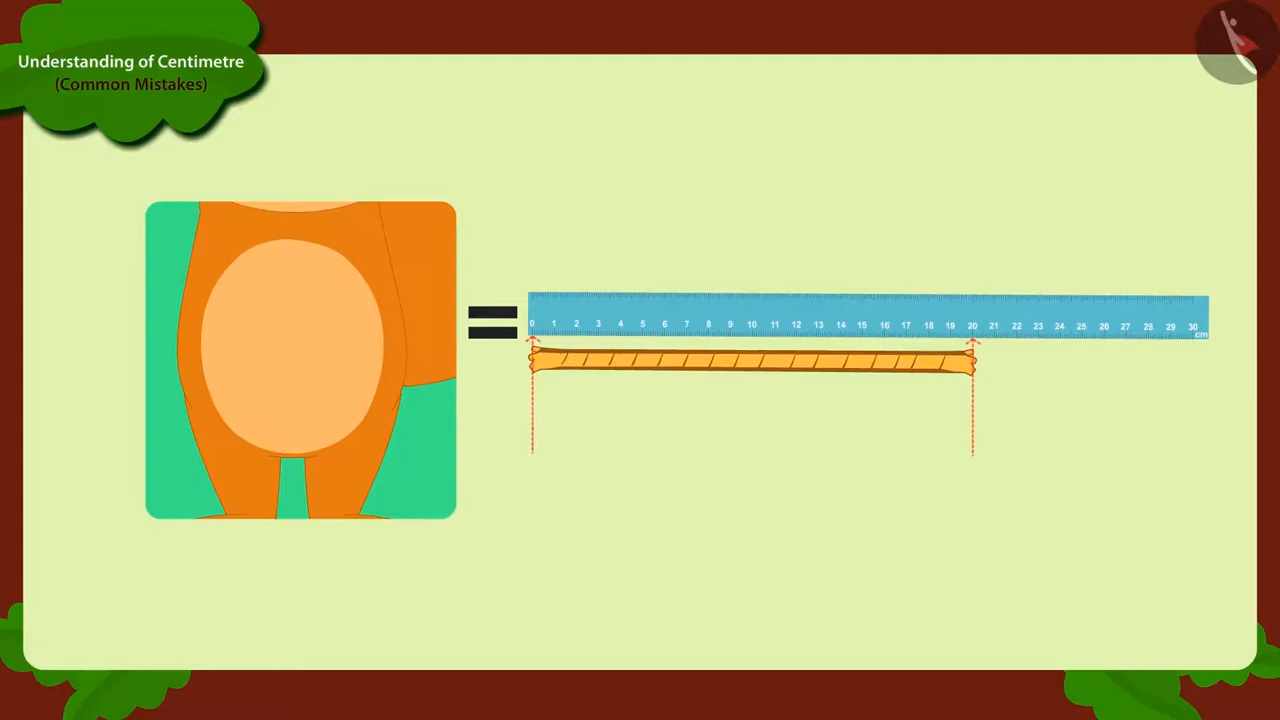 Understanding of Centimetre
(Common Mistakes)
0 1 2 3 4 5 6 7 8 9 10 11 12 13 14 15 16 17 18 19 20 21 22 23 24 25 26 27 28 29 30
cm